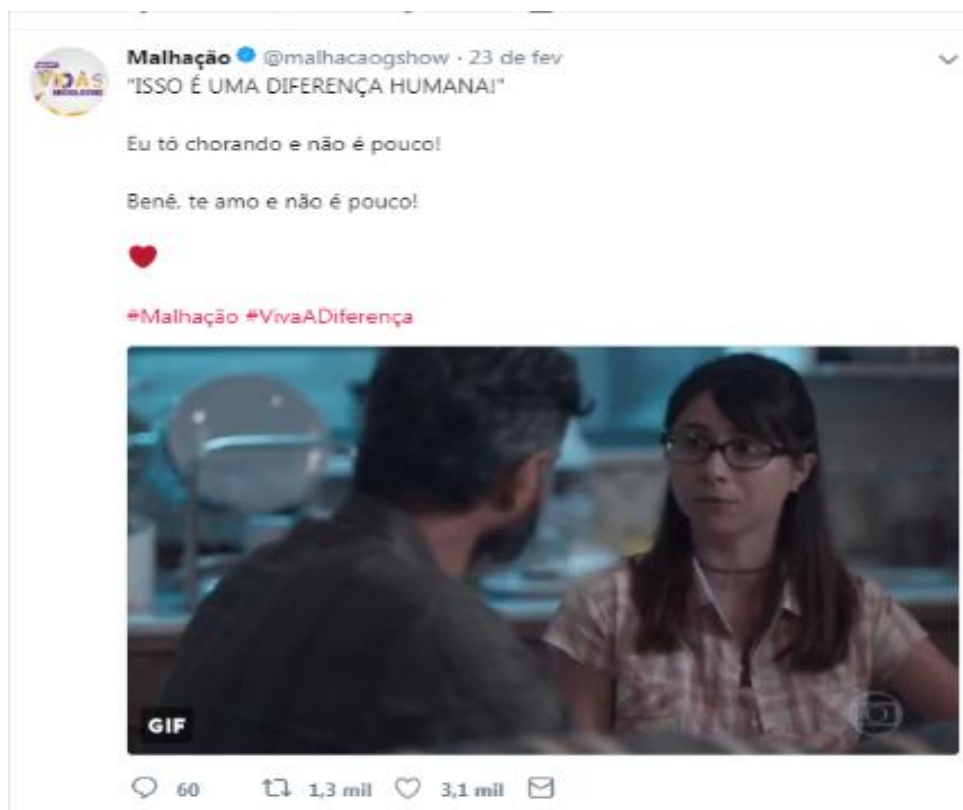 Malhação @malhacaogshow · 23 de fev
"ISSO É UMA DIFERENÇA HUMANA!"
Eu tô chorando e não é pouco!
Benê, te amo e não é pouco!
#Malhação #VivaADiferença
VIDAS
GIF
60 1,3 mil 3,1 mil